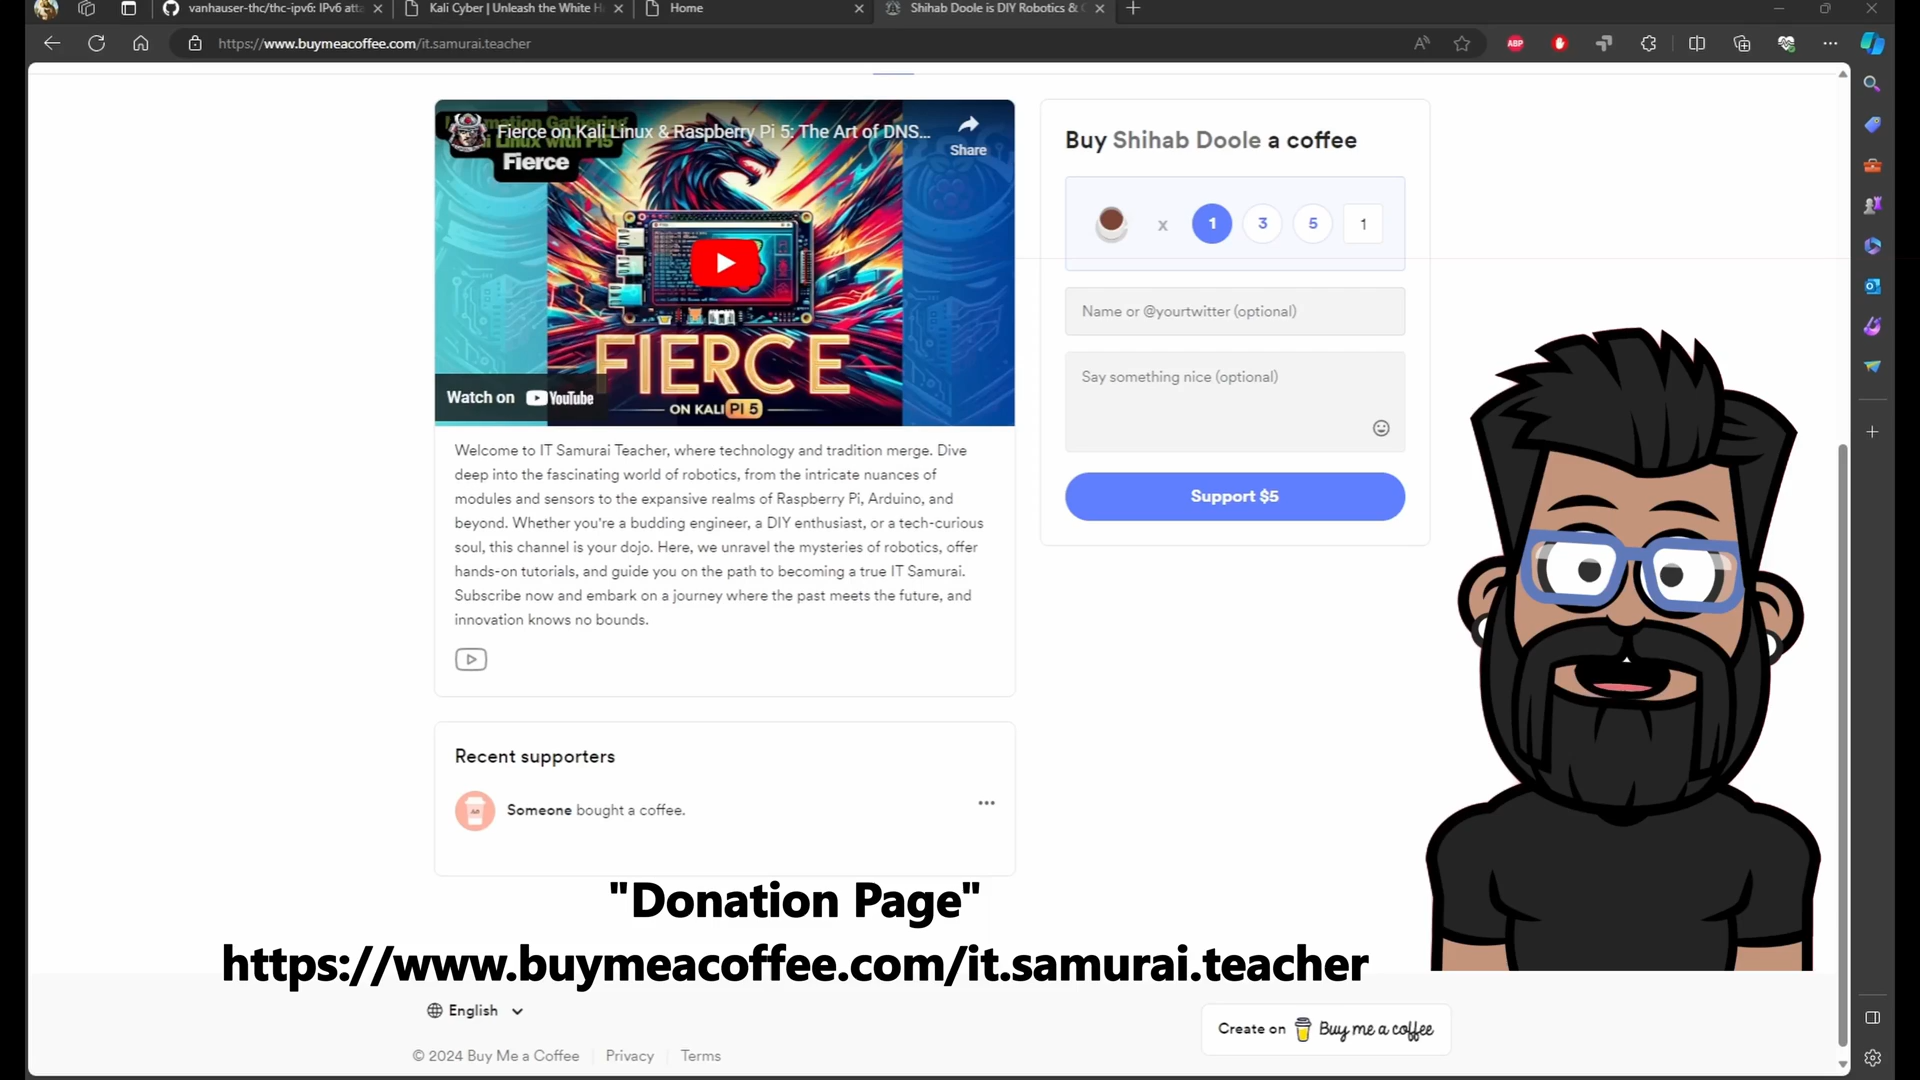 vanhauser-thc/thc-ipv6: IPv6 atta
Kali Cyber | Unleash the White H
Home
Shihab Doole is DIY Robotics &
https://www.buymeacoffee.com/it.samurai.teacher
ABP
Fierce on Kali Linux & Raspberry Pi 5: The Art of DNS...
Fierce
Share
FIERCE
ON KALI PI 5
Watch on YouTube
Buy Shihab Doole a coffee
x 1 3 5 1
Name or @yourtwitter (optional)
Say something nice (optional)
Support $5
Welcome to IT Samurai Teacher, where technology and tradition merge. Dive
deep into the fascinating world of robotics, from the intricate nuances of
modules and sensors to the expansive realms of Raspberry Pi, Arduino, and
beyond. Whether you're a budding engineer, a DIY enthusiast, or a tech-curious
soul, this channel is your dojo. Here, we unravel the mysteries of robotics, offer
hands-on tutorials, and guide you on the path to becoming a true IT Samurai.
Subscribe now and embark on a journey where the past meets the future, and
innovation knows no bounds.
Recent supporters
Someone bought a coffee.
"Donation Page"
https://www.buymeacoffee.com/it.samurai.teacher
English
Create on Buy me a coffee
© 2024 Buy Me a Coffee
Privacy
Terms